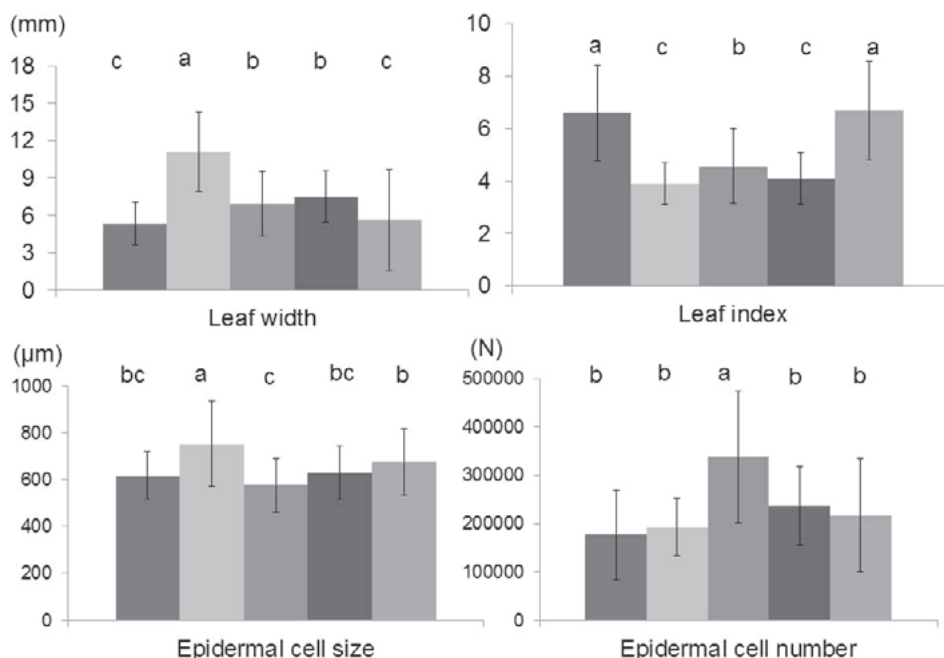 (mm)
18
15
12
9
6
3
0
c a b b c
Leaf width
10
8
6
4
2
0
a c b c a
Leaf index
(µm)
1000
800
600
400
200
0
bc a c bc b
Epidermal cell size
(N)
500000
400000
300000
200000
100000
0
b b a b b
Epidermal cell number